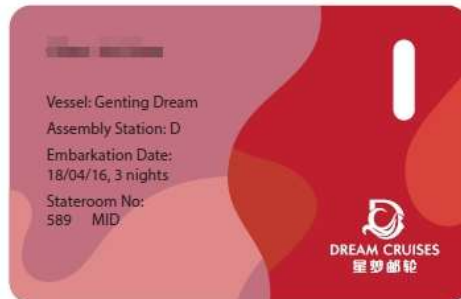 Vessel: Genting Dream
Assembly Station: D
Embarkation Date:
18/04/16, 3 nights
Stateroom No:
589 MID
DREAM CRUISES
星梦邮轮